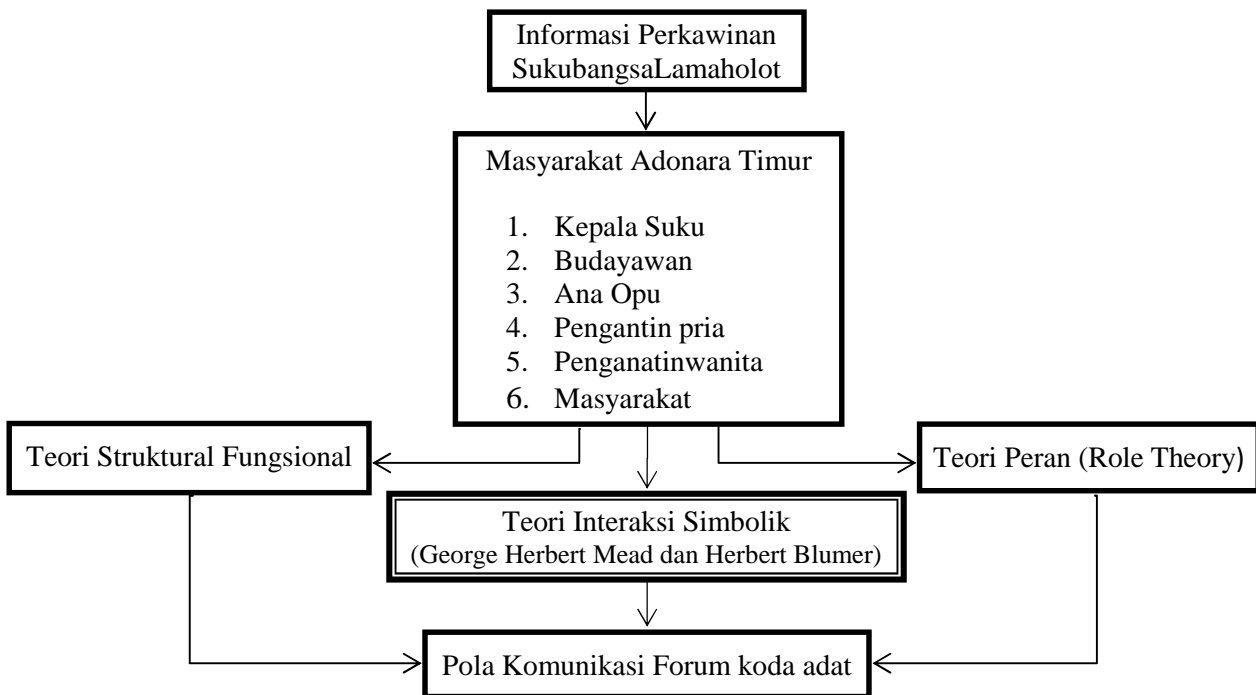 Informasi Perkawinan
SukubangsaLamaholot
Masyarakat Adonara Timur
1. Kepala Suku
2. Budayawan
3. Ana Opu
4. Pengantin pria
5. Penganatinwanita
6. Masyarakat
Teori Struktural Fungsional
Teori Peran (Role Theory)
Teori Interaksi Simbolik
(George Herbert Mead dan Herbert Blumer)
Pola Komunikasi Forum koda adat